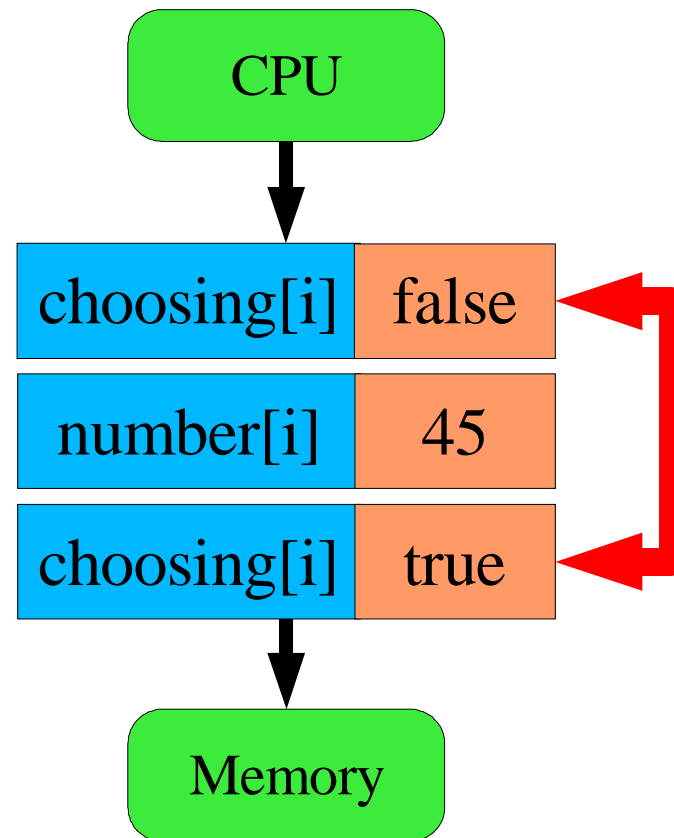 CPU
choosing[i] false
number[i] 45
choosing[i] true
Memory